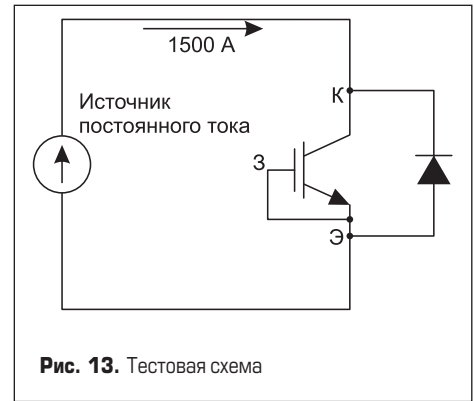 1500 А
Источник
постоянного тока
К
З
Э
Рис. 13. Тестовая схема